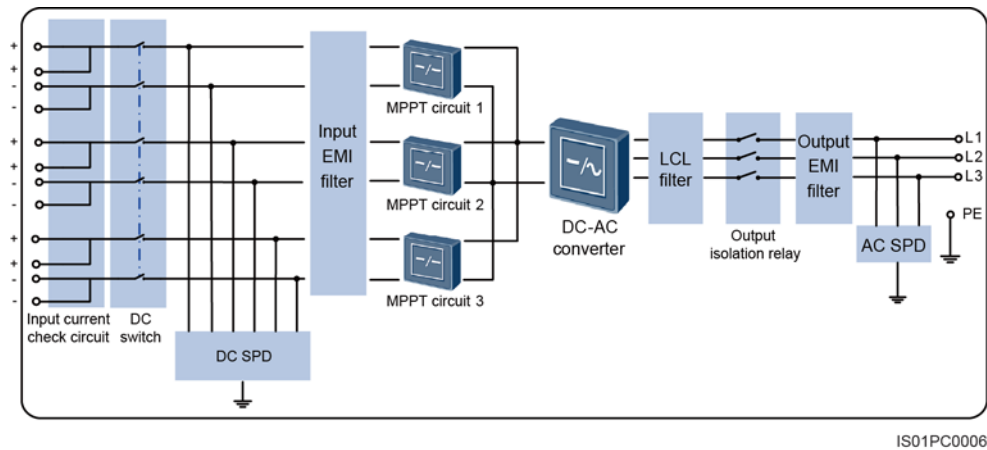 +
+
-
-
+
+
-
-
+
+
-
-
Input current
check circuit
DC
switch
DC SPD
Input
EMI
filter
MPPT circuit 1
MPPT circuit 2
MPPT circuit 3
DC-AC
converter
LCL
filter
Output
isolation relay
Output
EMI
filter
L1
L2
L3
PE
AC SPD
IS01PC0006